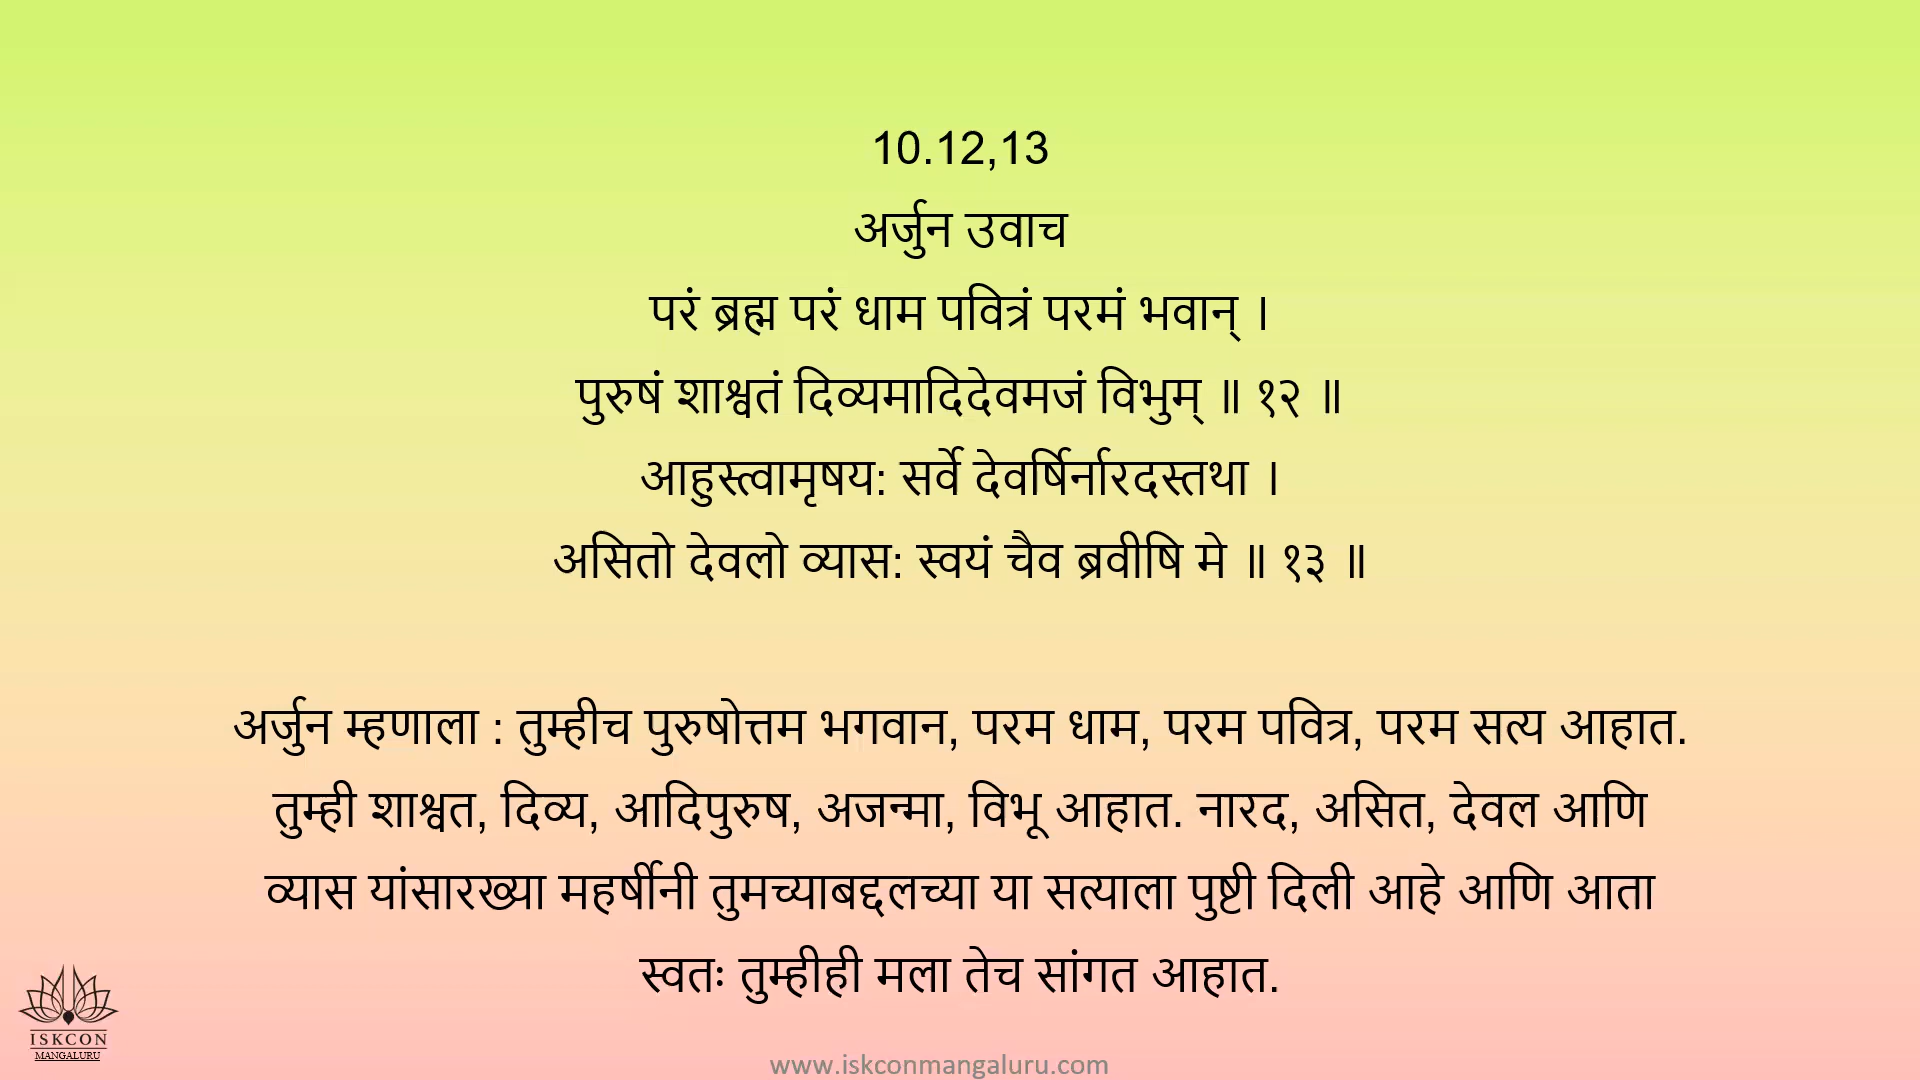 10.12,13
अर्जुन उवाच
परं ब्रह्म परं धाम पवित्रं परमं भवान् ।
पुरुषं शाश्वतं दिव्यमादिदेवमजं विभुम् ॥ १२ ॥
आहुस्त्वामृषय: सर्वे देवर्षिर्नारदस्तथा ।
असितो देवलो व्यास: स्वयं चैव ब्रवीषि मे ॥ १३ ॥
अर्जुन म्हणाला : तुम्हीच पुरुषोत्तम भगवान, परम धाम, परम पवित्र, परम सत्य आहात.
तुम्ही शाश्वत, दिव्य, आदिपुरुष, अजन्मा, विभू आहात. नारद, असित, देवल आणि
व्यास यांसारख्या महर्षींनी तुमच्याबद्दलच्या या सत्याला पुष्टी दिली आहे आणि आता
स्वतः तुम्हीही मला तेच सांगत आहात.
ISKCON
MANGALURU
www.iskconmangaluru.com